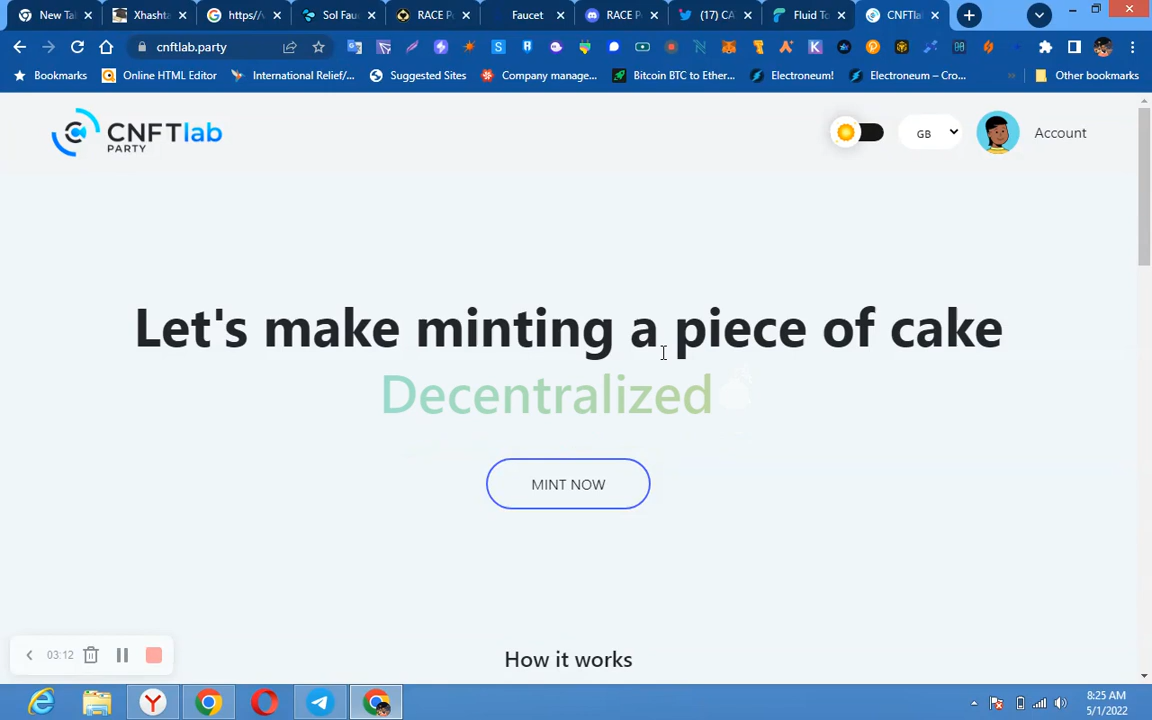 New Ta
Xhashta
https//v
Sol Fau
RACE P
Faucet
RACE P
(17) CA
Fluid To
CNFTla
cnftlab.party
Bookmarks
Online HTML Editor
International Relief/...
Suggested Sites
Company manage...
Bitcoin BTC to Ether...
Electroneum!
Electroneum – Cro...
Other bookmarks
CNFTlab
PARTY
GB
Account
Let's make minting a piece of cake
Decentralized
MINT NOW
How it works
03:12
8:25 AM
5/1/2022